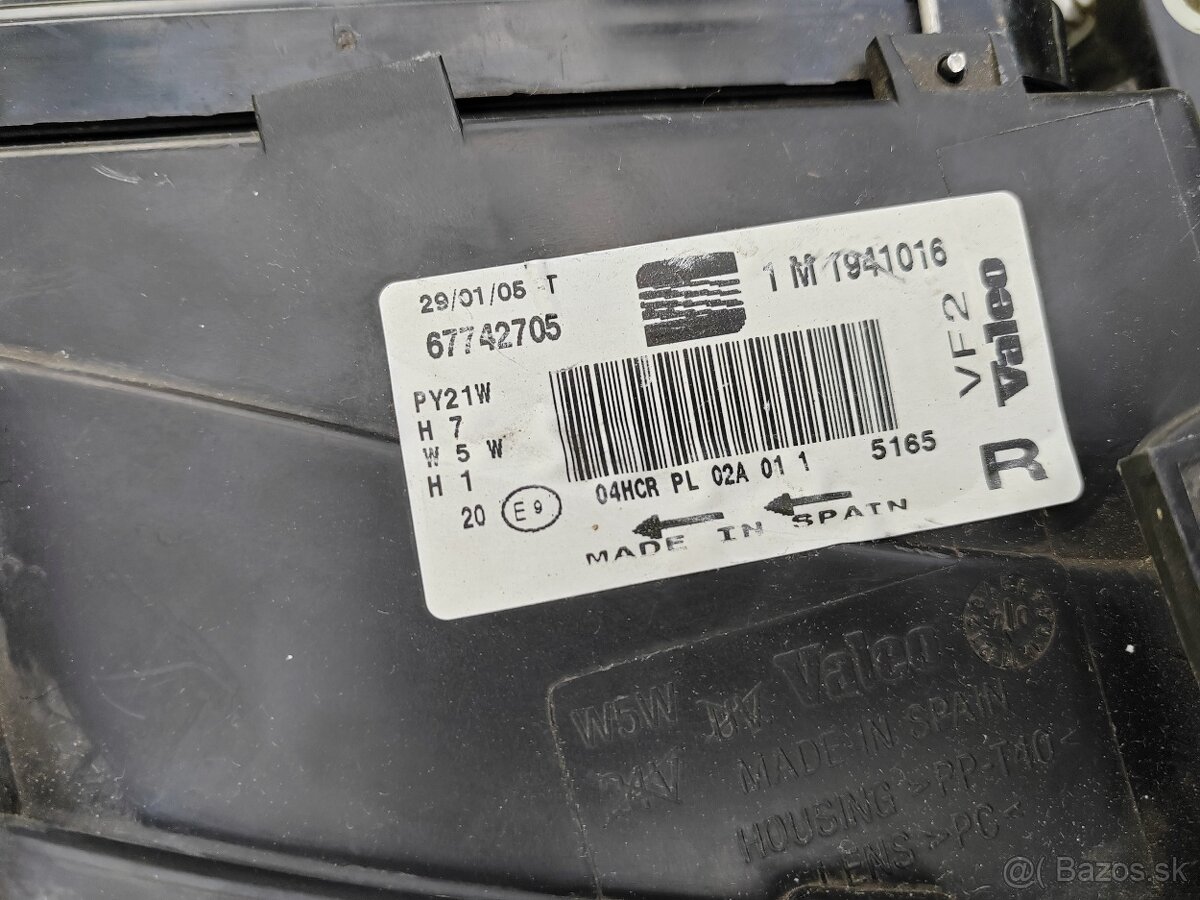 29/01/05 T
67742705
1 M 1941016
VF2
Valeo
PY21W
H 7
W 5 W
H 1
20 E9
04HCR PL 02A 01 1
5165
R
MADE IN SPAIN
Valeo
W5W
MADE IN SPAIN
HOUSING >PP-T40<
LENS >PC<
@( Bazos.sk